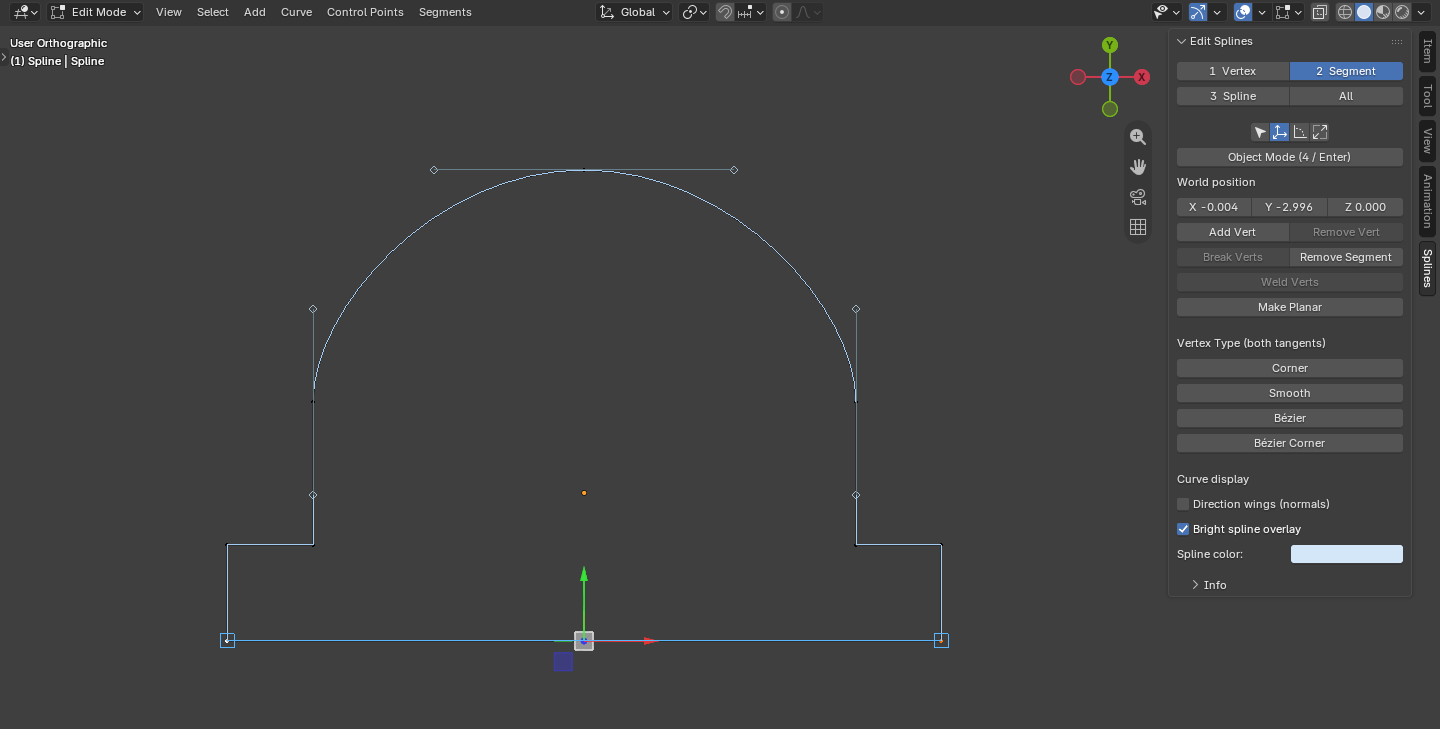 Edit Mode View Select Add Curve Control Points Segments Global
User Orthographic
(1) Spline | Spline
Y
Z
X
Edit Splines
1 Vertex 2 Segment
3 Spline All
Object Mode (4 / Enter)
World position
X -0.004 Y -2.996 Z 0.000
Add Vert Remove Vert
Break Verts Remove Segment
Weld Verts
Make Planar
Vertex Type (both tangents)
Corner
Smooth
Bézier
Bézier Corner
Curve display
Direction wings (normals)
Bright spline overlay
Spline color:
Info
Item
Tool
View
Animation
Splines